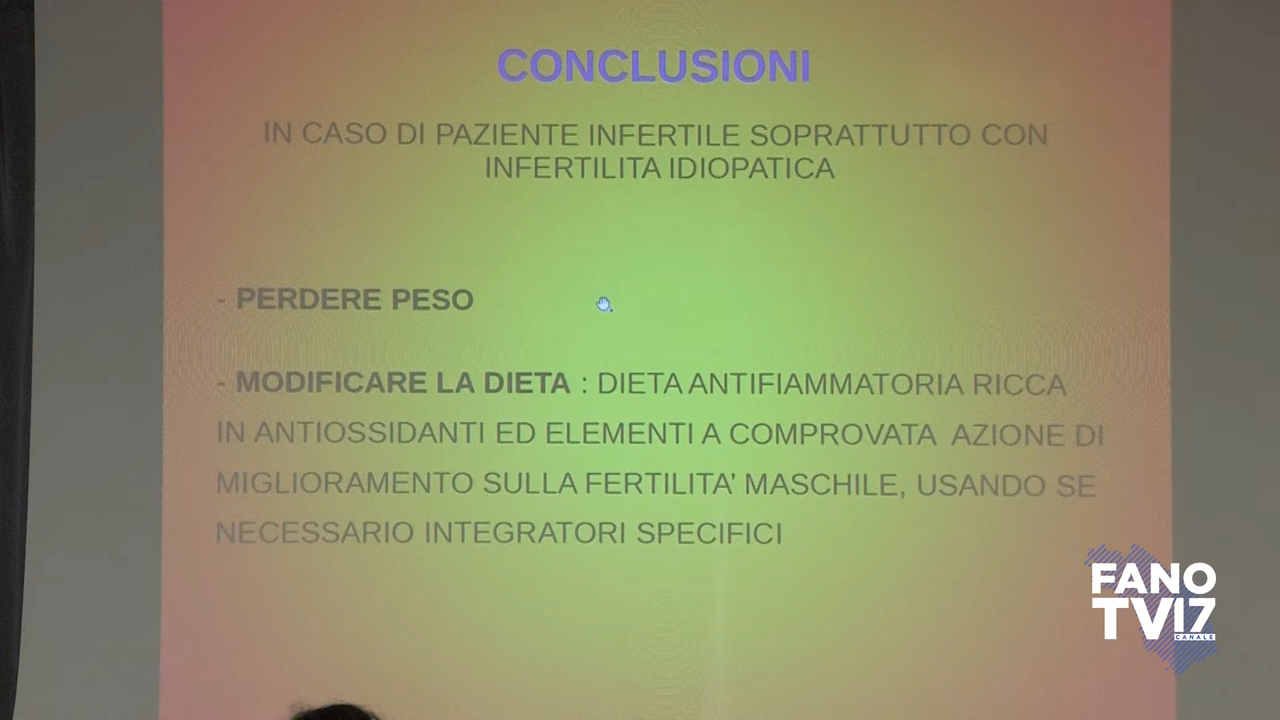 CONCLUSIONI
IN CASO DI PAZIENTE INFERTILE SOPRATTUTTO CON
INFERTILITA IDIOPATICA
- PERDERE PESO
- MODIFICARE LA DIETA : DIETA ANTIFIAMMATORIA RICCA
IN ANTIOSSIDANTI ED ELEMENTI A COMPROVATA AZIONE DI
MIGLIORAMENTO SULLA FERTILITA' MASCHILE, USANDO SE
NECESSARIO INTEGRATORI SPECIFICI
FANO
TV17
CANALE